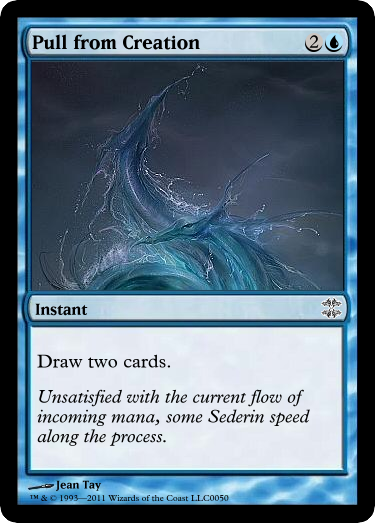 Pull from Creation 2
Instant
Draw two cards.
Unsatisfied with the current flow of
incoming mana, some Sederin speed
along the process.
Jean Tay
™ & © 1993—2011 Wizards of the Coast LLC0050